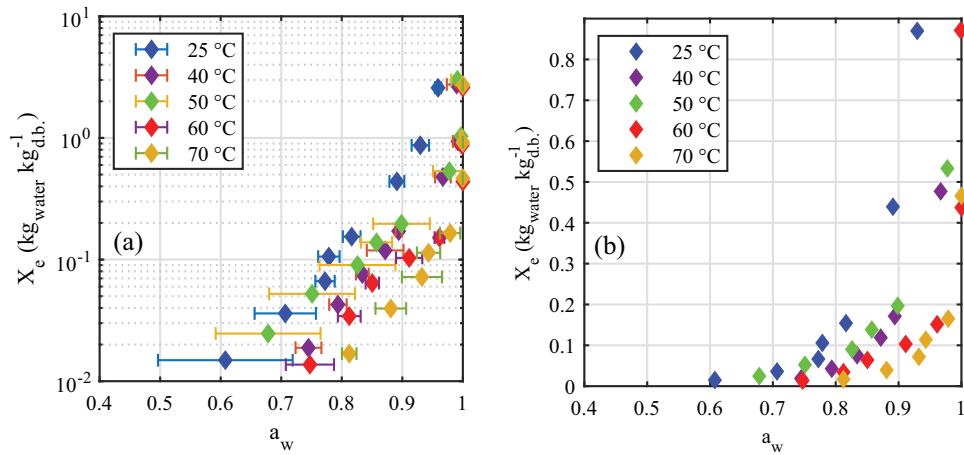 10^1
10^0
10^-1
10^-2
X_e (kg_water kg^-1_d.b.)
25 °C
40 °C
50 °C
60 °C
70 °C
(a)
0.4 0.5 0.6 0.7 0.8 0.9 1
a_w
0.9
0.8
0.7
0.6
0.5
0.4
0.3
0.2
0.1
0
X_e (kg_water kg^-1_d.b.)
25 °C
40 °C
50 °C
60 °C
70 °C
(b)
0.4 0.5 0.6 0.7 0.8 0.9 1
a_w